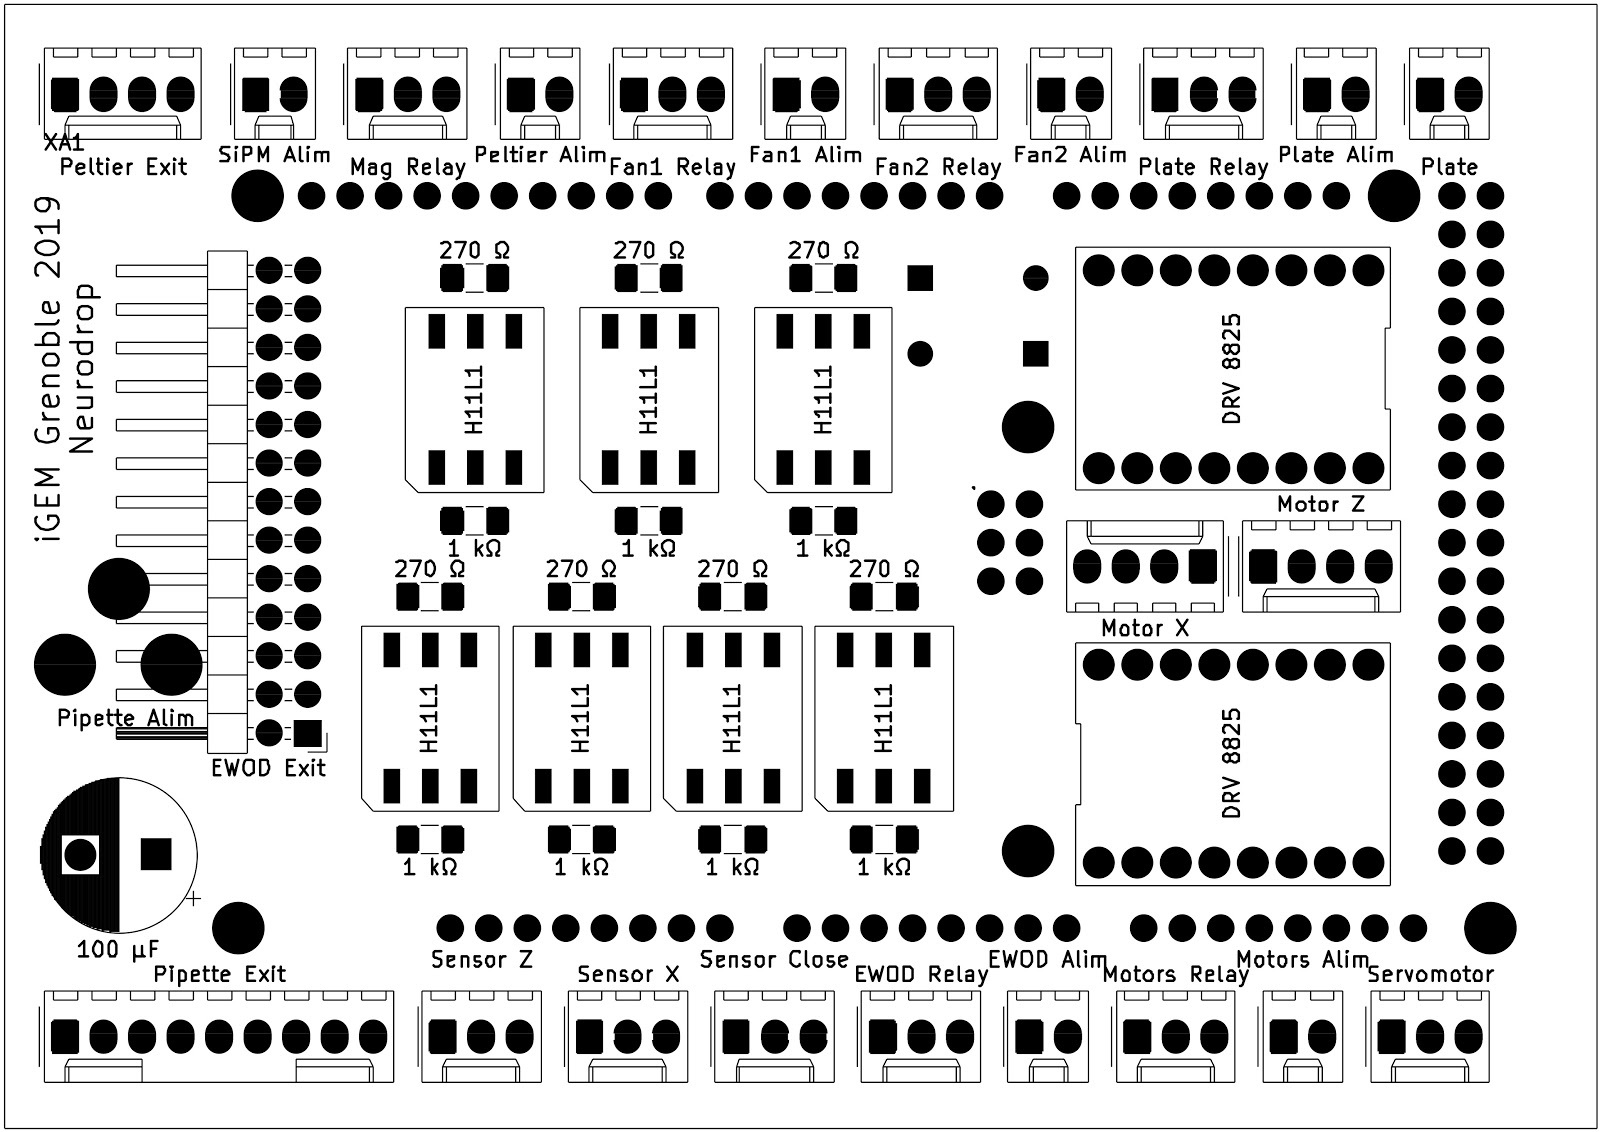 XA1
Peltier Exit
SiPM Alim
Mag Relay
Peltier Alim
Fan1 Relay
Fan1 Alim
Fan2 Relay
Fan2 Alim
Plate Relay
Plate Alim
Plate
iGEM Grenoble 2019
Neurodrop
270 Ω
270 Ω
270 Ω
H11L1
H11L1
H11L1
DRV 8825
1 kΩ
1 kΩ
1 kΩ
Motor Z
270 Ω
270 Ω
270 Ω
270 Ω
Motor X
H11L1
H11L1
H11L1
H11L1
DRV 8825
Pipette Alim
EWOD Exit
1 kΩ
1 kΩ
1 kΩ
1 kΩ
+
100 µF
Pipette Exit
Sensor Z
Sensor X
Sensor Close
EWOD Relay
EWOD Alim
Motors Relay
Motors Alim
Servomotor